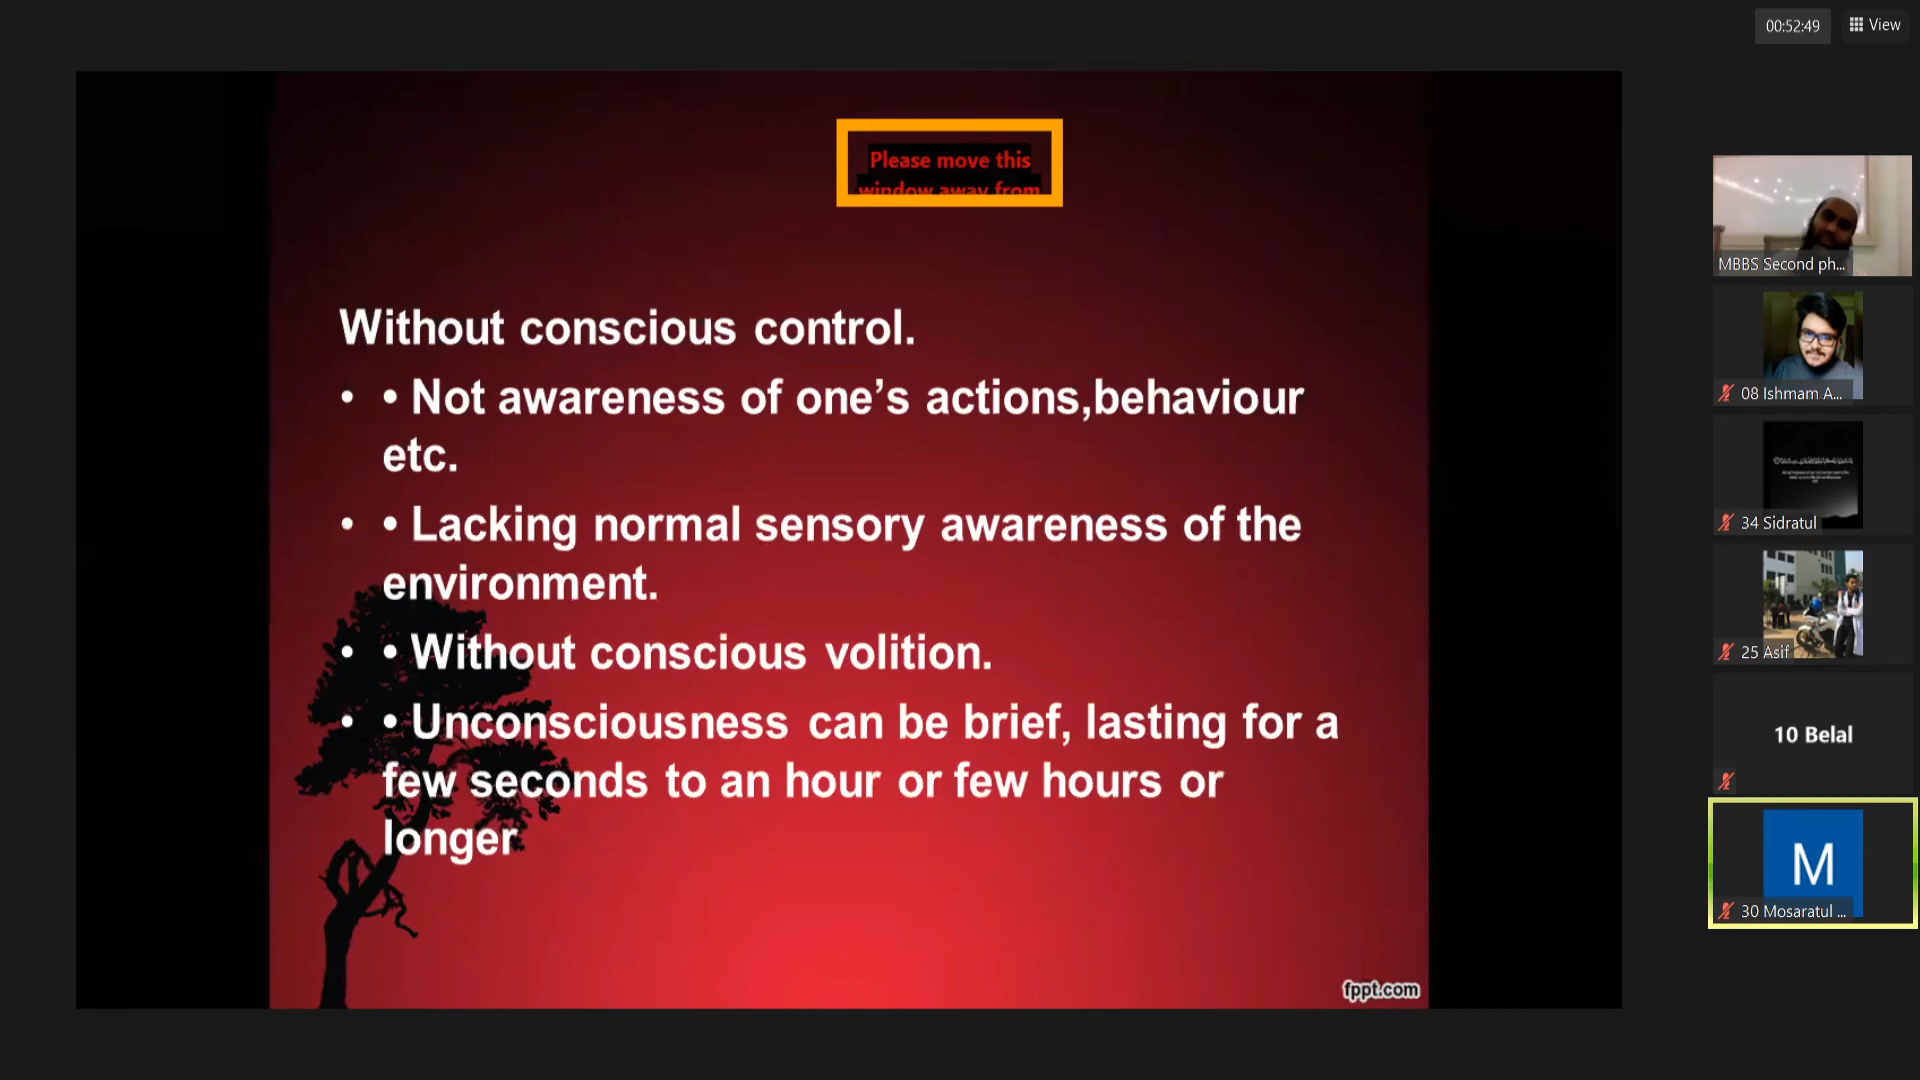 00:52:49
View
Please move this
window away from
Without conscious control.
• • Not awareness of one’s actions,behaviour
etc.
• • Lacking normal sensory awareness of the
environment.
• • Without conscious volition.
• • Unconsciousness can be brief, lasting for a
few seconds to an hour or few hours or
longer
fppt.com
MBBS Second ph...
08 Ishmam A...
34 Sidratul
25 Asif
10 Belal
M
30 Mosaratul ...